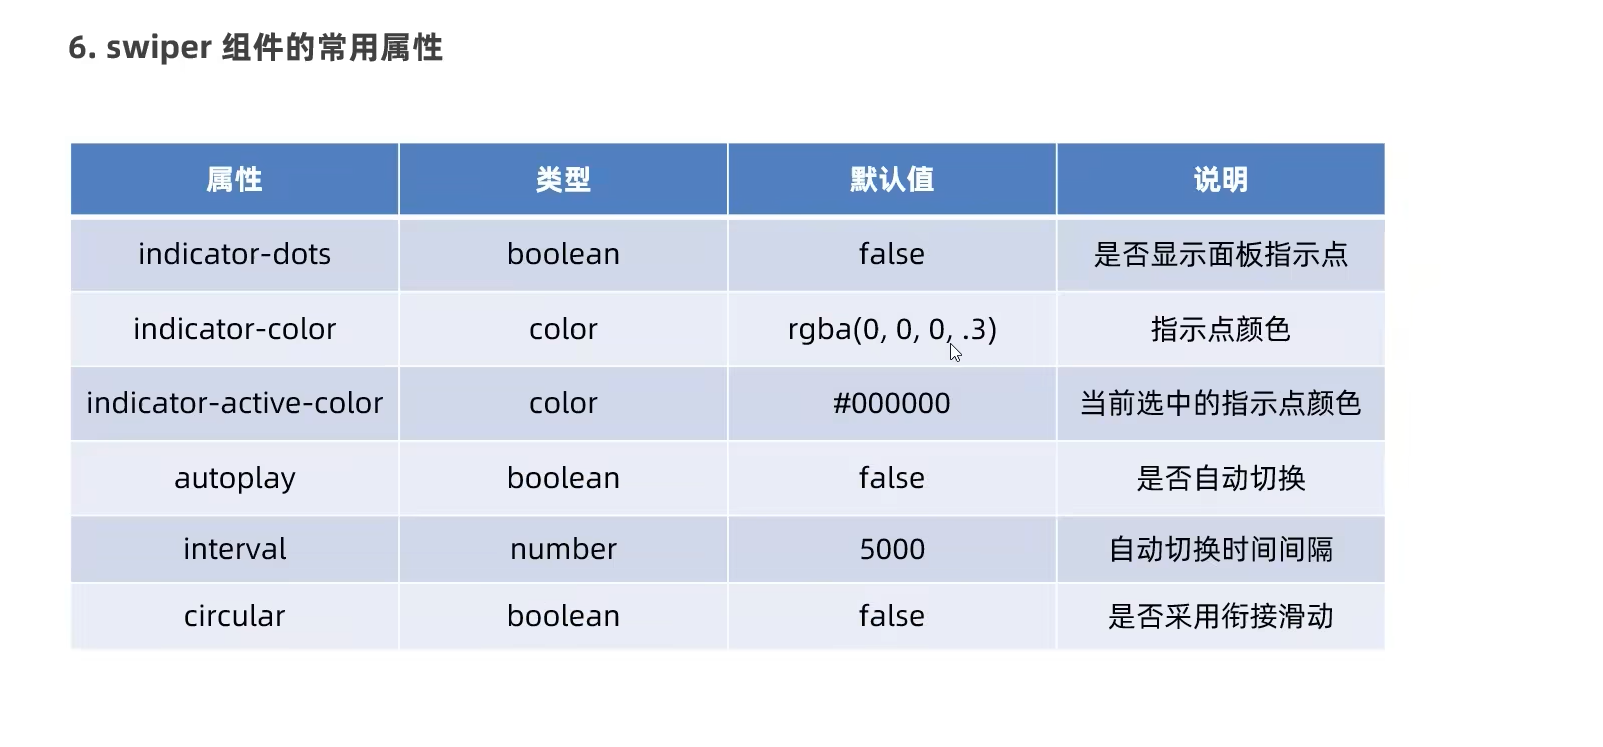 6. swiper 组件的常用属性
属性 类型 默认值 说明
indicator-dots boolean false 是否显示面板指示点
indicator-color color rgba(0, 0, 0, .3) 指示点颜色
indicator-active-color color #000000 当前选中的指示点颜色
autoplay boolean false 是否自动切换
interval number 5000 自动切换时间间隔
circular boolean false 是否采用衔接滑动